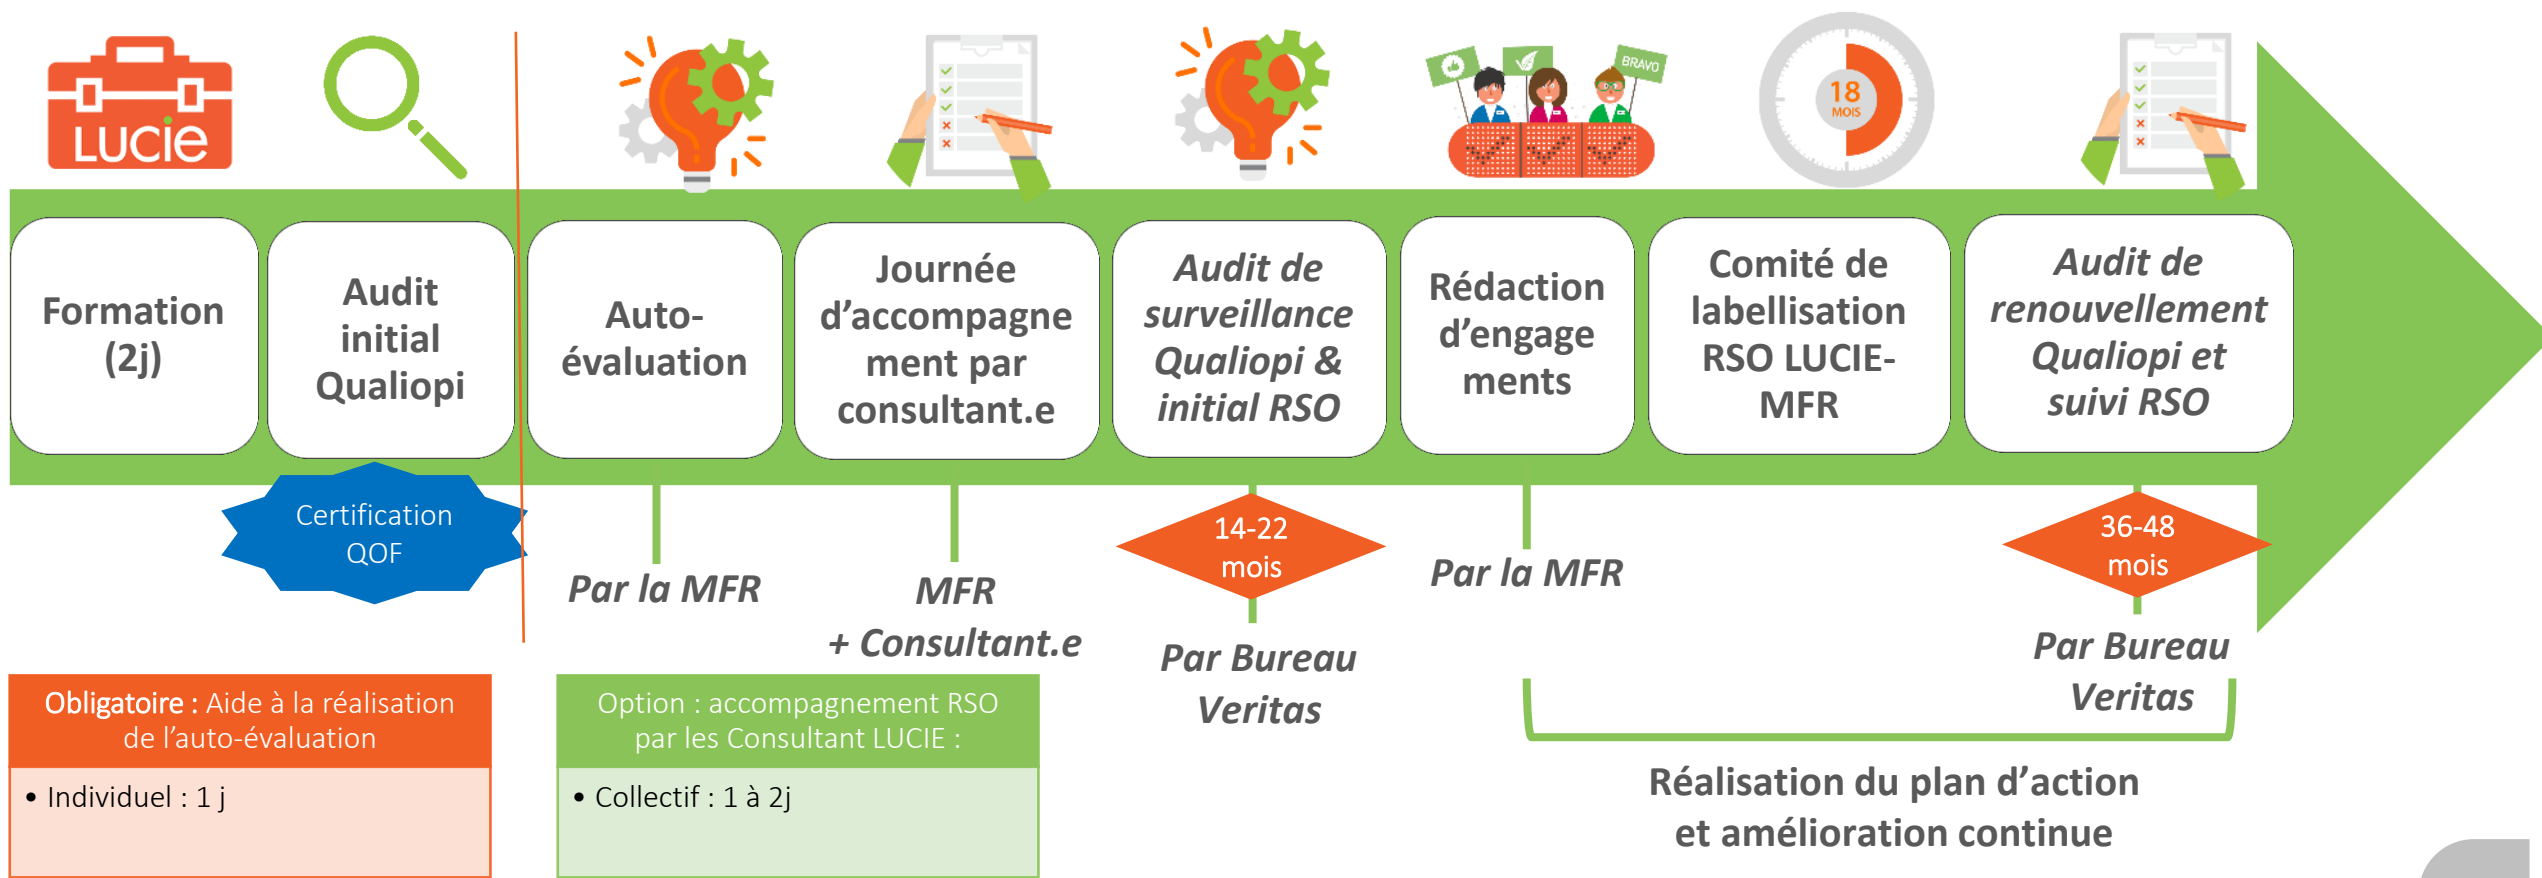 LUCIE
BRAVO
18
MOIS
Formation
(2j)
Audit
initial
Qualiopi
Auto-
évaluation
Journée
d’accompagne
ment par
consultant.e
Audit de
surveillance
Qualiopi &
initial RSO
Rédaction
d’engage
ments
Comité de
labellisation
RSO LUCIE-
MFR
Audit de
renouvellement
Qualiopi et
suivi RSO
Certification
QOF
Par la MFR
MFR
+ Consultant.e
14-22
mois
Par Bureau
Veritas
Par la MFR
36-48
mois
Par Bureau
Veritas
Obligatoire : Aide à la réalisation
de l’auto-évaluation
• Individuel : 1 j
Option : accompagnement RSO
par les Consultant LUCIE :
• Collectif : 1 à 2j
Réalisation du plan d’action
et amélioration continue